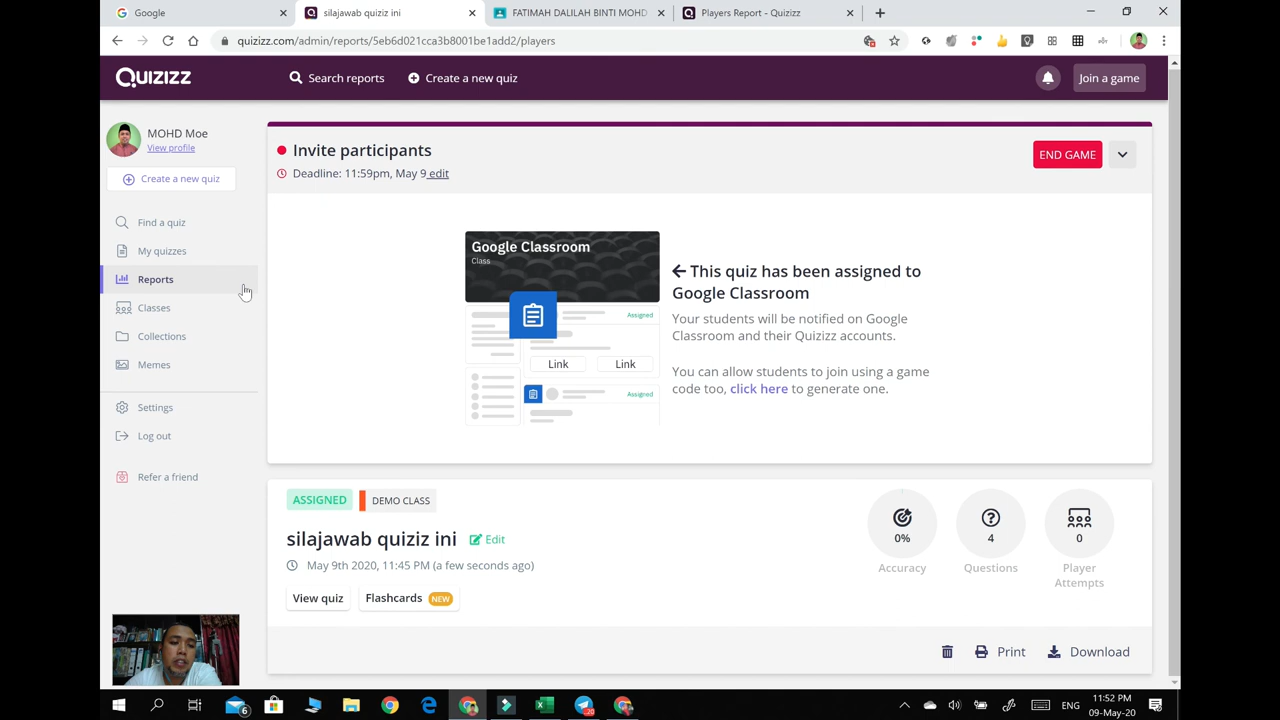 Google
silajawab quiziz ini
FATIMAH DALILAH BINTI MOHD
Players Report - Quizizz
quizizz.com/admin/reports/5eb6d021cca3b8001be1add2/players
QUIZIZZ
Search reports
Create a new quiz
Join a game
MOHD Moe
View profile
Create a new quiz
Find a quiz
My quizzes
Reports
Classes
Collections
Memes
Settings
Log out
Refer a friend
Invite participants
Deadline: 11:59pm, May 9 edit
END GAME
Google Classroom
Class
Assigned
Link
Link
Assigned
This quiz has been assigned to
Google Classroom
Your students will be notified on Google
Classroom and their Quizizz accounts.
You can allow students to join using a game
code too, click here to generate one.
ASSIGNED
DEMO CLASS
silajawab quiziz ini
Edit
May 9th 2020, 11:45 PM (a few seconds ago)
View quiz
Flashcards NEW
0%
Accuracy
4
Questions
0
Player
Attempts
Print
Download
6
20
ENG
11:52 PM
09-May-20